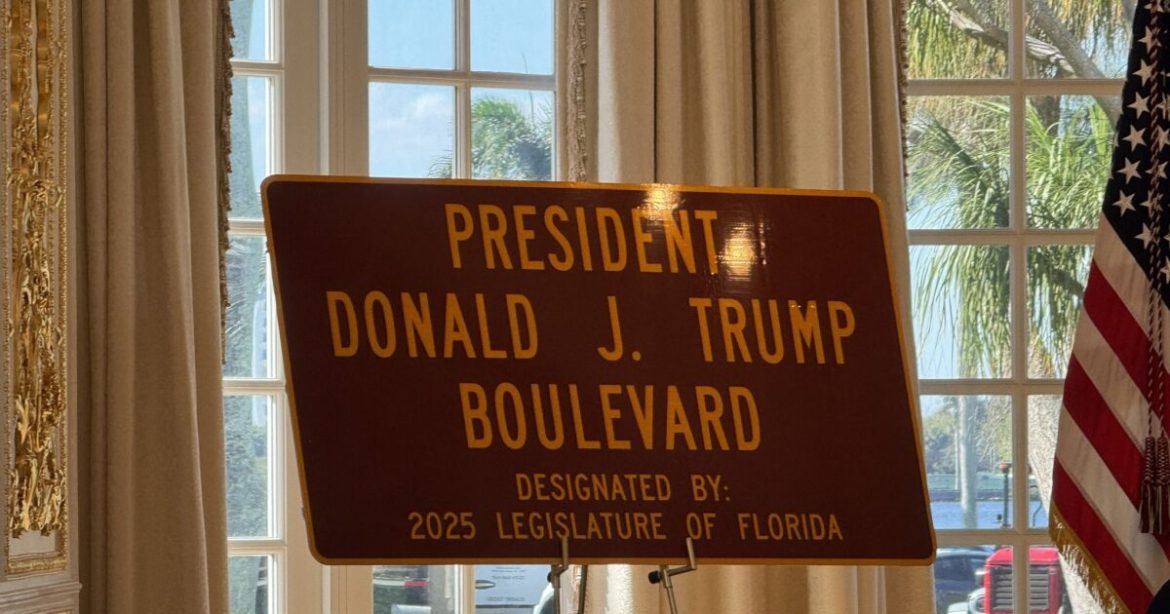 PRESIDENT
DONALD J. TRUMP
BOULEVARD
DESIGNATED BY:
2025 LEGISLATURE OF FLORIDA